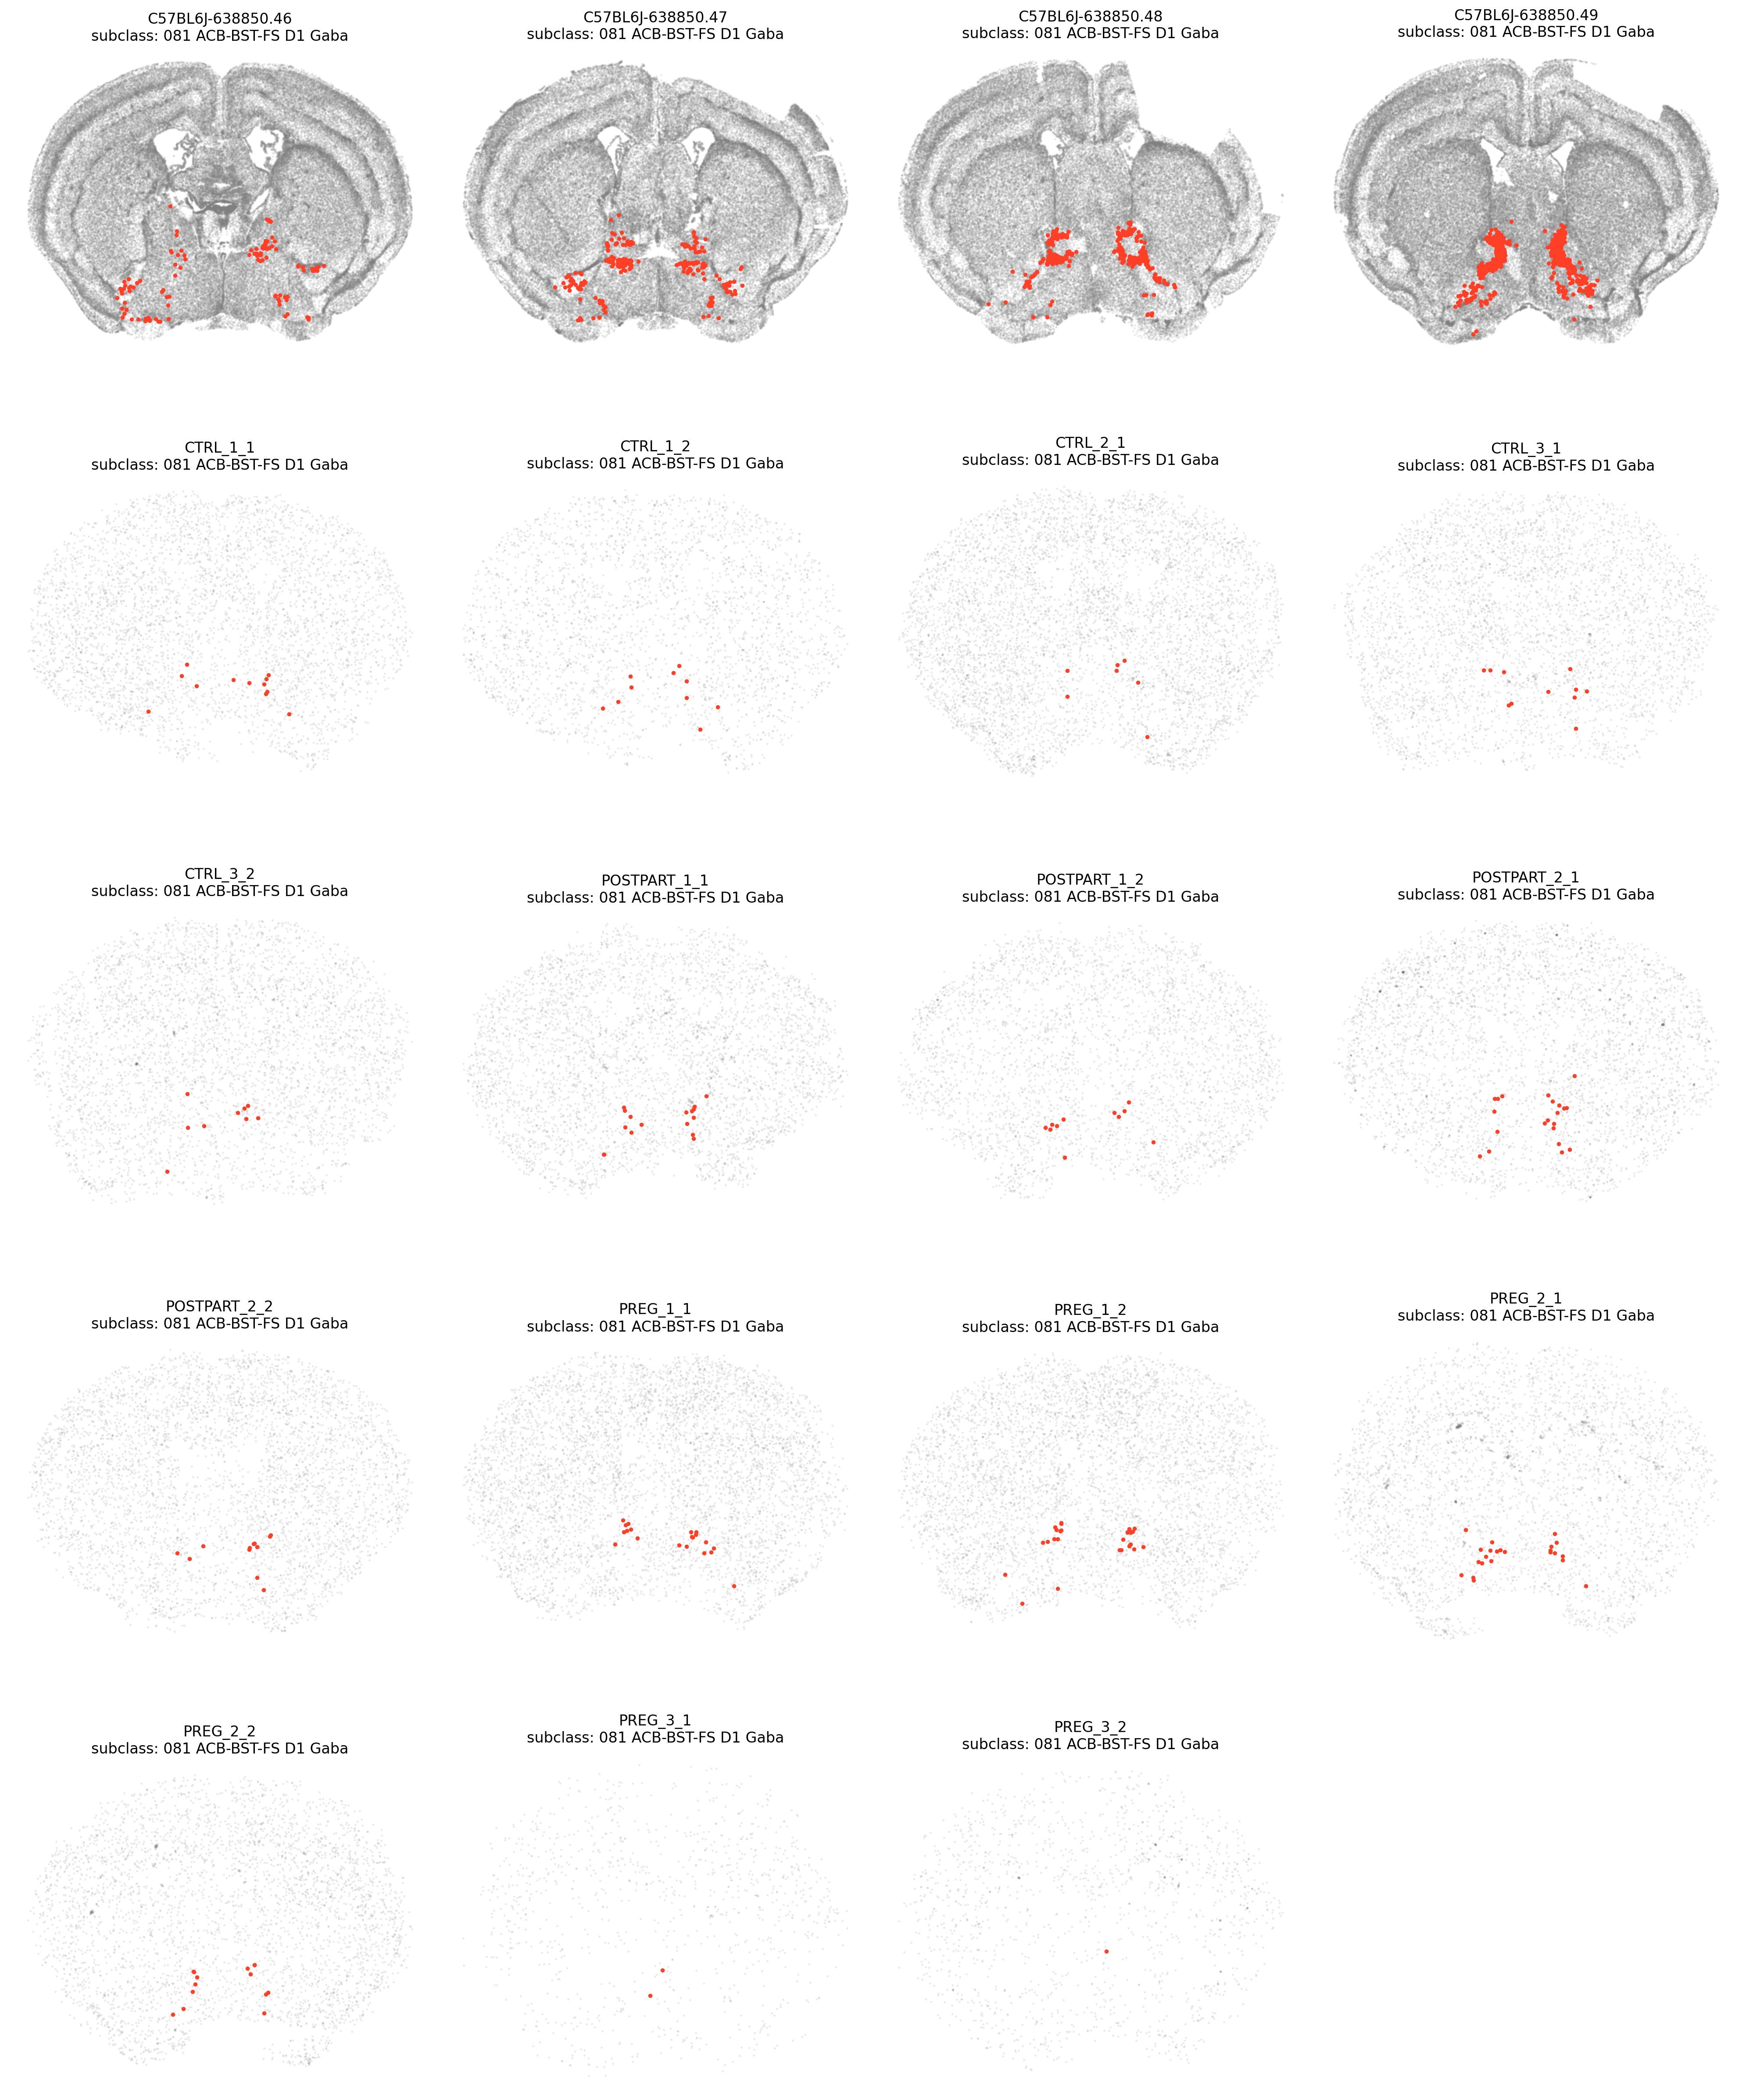 C57BL6J-638850.46
subclass: 081 ACB-BST-FS D1 Gaba
C57BL6J-638850.47
subclass: 081 ACB-BST-FS D1 Gaba
C57BL6J-638850.48
subclass: 081 ACB-BST-FS D1 Gaba
C57BL6J-638850.49
subclass: 081 ACB-BST-FS D1 Gaba
CTRL_1_1
subclass: 081 ACB-BST-FS D1 Gaba
CTRL_1_2
subclass: 081 ACB-BST-FS D1 Gaba
CTRL_2_1
subclass: 081 ACB-BST-FS D1 Gaba
CTRL_3_1
subclass: 081 ACB-BST-FS D1 Gaba
CTRL_3_2
subclass: 081 ACB-BST-FS D1 Gaba
POSTPART_1_1
subclass: 081 ACB-BST-FS D1 Gaba
POSTPART_1_2
subclass: 081 ACB-BST-FS D1 Gaba
POSTPART_2_1
subclass: 081 ACB-BST-FS D1 Gaba
POSTPART_2_2
subclass: 081 ACB-BST-FS D1 Gaba
PREG_1_1
subclass: 081 ACB-BST-FS D1 Gaba
PREG_1_2
subclass: 081 ACB-BST-FS D1 Gaba
PREG_2_1
subclass: 081 ACB-BST-FS D1 Gaba
PREG_2_2
subclass: 081 ACB-BST-FS D1 Gaba
PREG_3_1
subclass: 081 ACB-BST-FS D1 Gaba
PREG_3_2
subclass: 081 ACB-BST-FS D1 Gaba